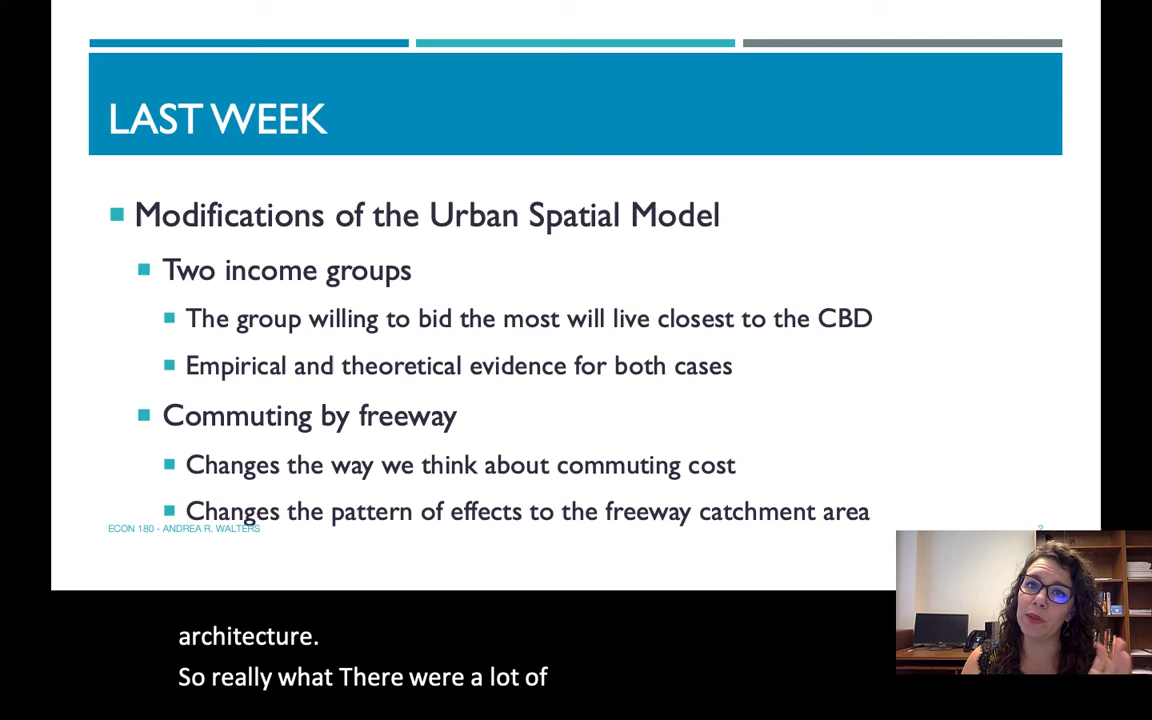 LAST WEEK
Modifications of the Urban Spatial Model
Two income groups
The group willing to bid the most will live closest to the CBD
Empirical and theoretical evidence for both cases
Commuting by freeway
Changes the way we think about commuting cost
Changes the pattern of effects to the freeway catchment area
ECON 180 - ANDREA R. WALTERS
2
architecture.
So really what There were a lot of